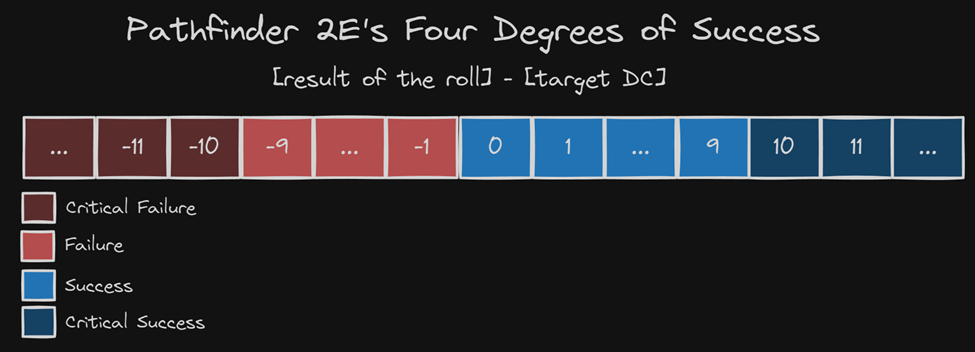 Pathfinder 2E's Four Degrees of Success
[result of the roll] - [target DC]
... -11 -10 -9 ... -1 0 1 ... 9 10 11 ...
Critical Failure
Failure
Success
Critical Success